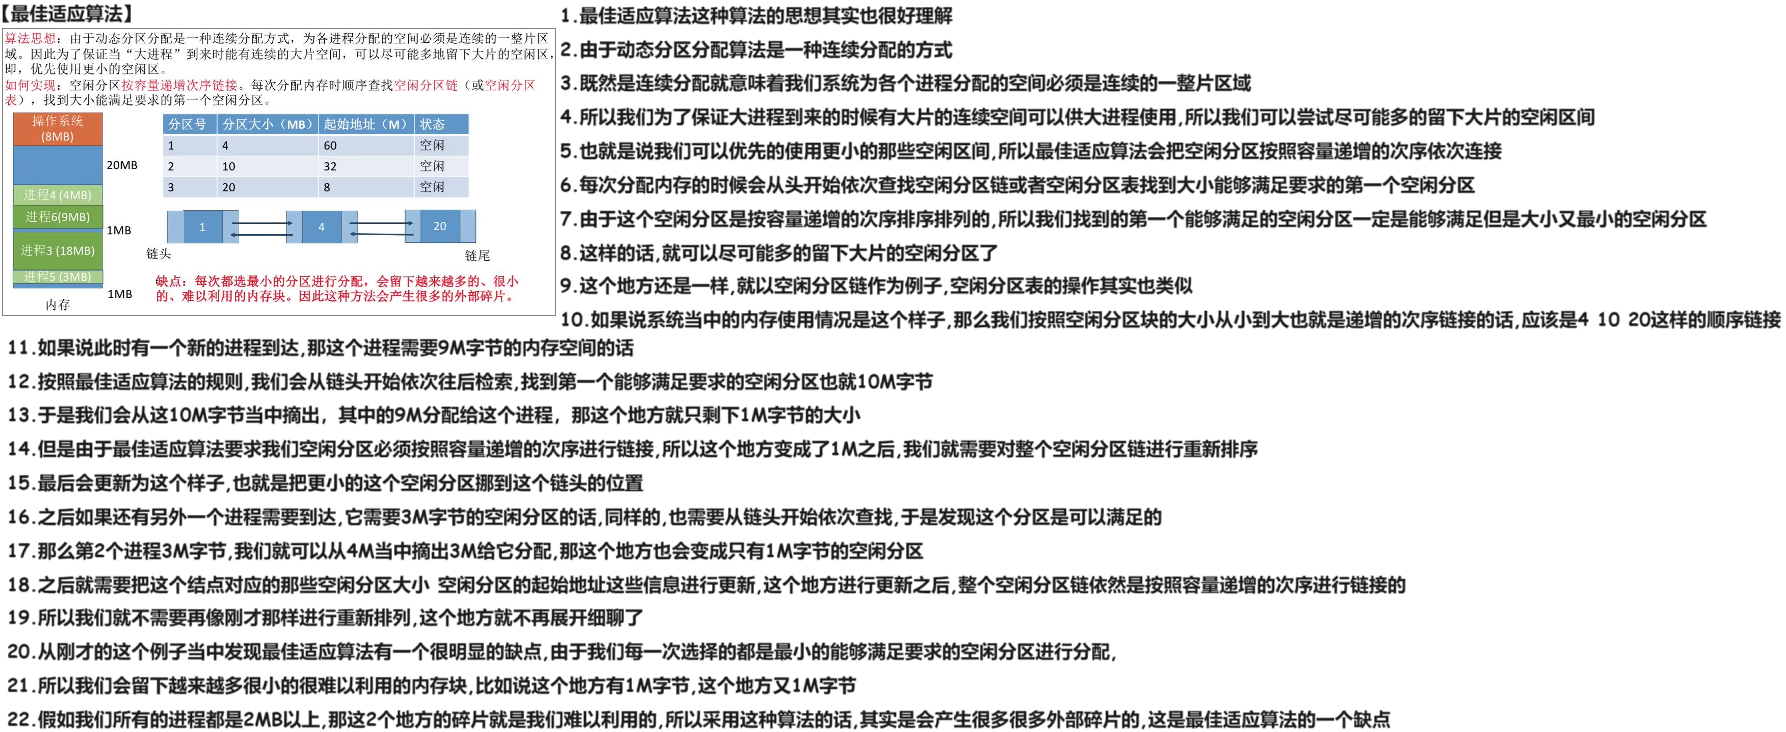 【最佳适应算法】
算法思想：由于动态分区分配是一种连续分配方式，为各进程分配的空间必须是连续的一整片区
域。因此为了保证当“大进程”到来时能有连续的大片空间，可以尽可能多地留下大片的空闲区，
即，优先使用更小的空闲区。
如何实现：空闲分区按容量递增次序链接。每次分配内存时顺序查找空闲分区链（或空闲分区
表），找到大小能满足要求的第一个空闲分区。
操作系统
(8MB)
20MB
进程4 (4MB)
进程6(9MB)
1MB
进程3 (18MB)
进程5 (3MB)
1MB
内存
分区号 分区大小（MB） 起始地址（M） 状态
1 4 60 空闲
2 10 32 空闲
3 20 8 空闲
1 4 20
链头 链尾
缺点：每次都选最小的分区进行分配，会留下越来越多的、很小
的、难以利用的内存块。因此这种方法会产生很多的外部碎片。
1.最佳适应算法这种算法的思想其实也很好理解
2.由于动态分区分配算法是一种连续分配的方式
3.既然是连续分配就意味着我们系统为各个进程分配的空间必须是连续的一整片区域
4.所以我们为了保证大进程到来的时候有大片的连续空间可以供大进程使用,所以我们可以尝试尽可能多的留下大片的空闲区间
5.也就是说我们可以优先的使用更小的那些空闲区间,所以最佳适应算法会把空闲分区按照容量递增的次序依次连接
6.每次分配内存的时候会从头开始依次查找空闲分区链或者空闲分区表找到大小能够满足要求的第一个空闲分区
7.由于这个空闲分区是按容量递增的次序排序排列的,所以我们找到的第一个能够满足的空闲分区一定是能够满足但是大小又最小的空闲分区
8.这样的话,就可以尽可能多的留下大片的空闲分区了
9.这个地方还是一样,就以空闲分区链作为例子,空闲分区表的操作其实也类似
10.如果说系统当中的内存使用情况是这个样子,那么我们按照空闲分区块的大小从小到大也就是递增的次序链接的话,应该是4 10 20这样的顺序链接
11.如果说此时有一个新的进程到达,那这个进程需要9M字节的内存空间的话
12.按照最佳适应算法的规则,我们会从链头开始依次往后检索,找到第一个能够满足要求的空闲分区也就10M字节
13.于是我们会从这10M字节当中摘出，其中的9M分配给这个进程，那这个地方就只剩下1M字节的大小
14.但是由于最佳适应算法要求我们空闲分区必须按照容量递增的次序进行链接,所以这个地方变成了1M之后,我们就需要对整个空闲分区链进行重新排序
15.最后会更新为这个样子,也就是把更小的这个空闲分区挪到这个链头的位置
16.之后如果还有另外一个进程需要到达,它需要3M字节的空闲分区的话,同样的,也需要从链头开始依次查找,于是发现这个分区是可以满足的
17.那么第2个进程3M字节,我们就可以从4M当中摘出3M给它分配,那这个地方也会变成只有1M字节的空闲分区
18.之后就需要把这个结点对应的那些空闲分区大小 空闲分区的起始地址这些信息进行更新,这个地方进行更新之后,整个空闲分区链依然是按照容量递增的次序进行链接的
19.所以我们就不需要再像刚才那样进行重新排列,这个地方就不再展开细聊了
20.从刚才的这个例子当中发现最佳适应算法有一个很明显的缺点,由于我们每一次选择的都是最小的能够满足要求的空闲分区进行分配,
21.所以我们会留下越来越多很小的很难以利用的内存块,比如说这个地方有1M字节,这个地方又1M字节
22.假如我们所有的进程都是2MB以上,那这2个地方的碎片就是我们难以利用的,所以采用这种算法的话,其实是会产生很多很多外部碎片的,这是最佳适应算法的一个缺点